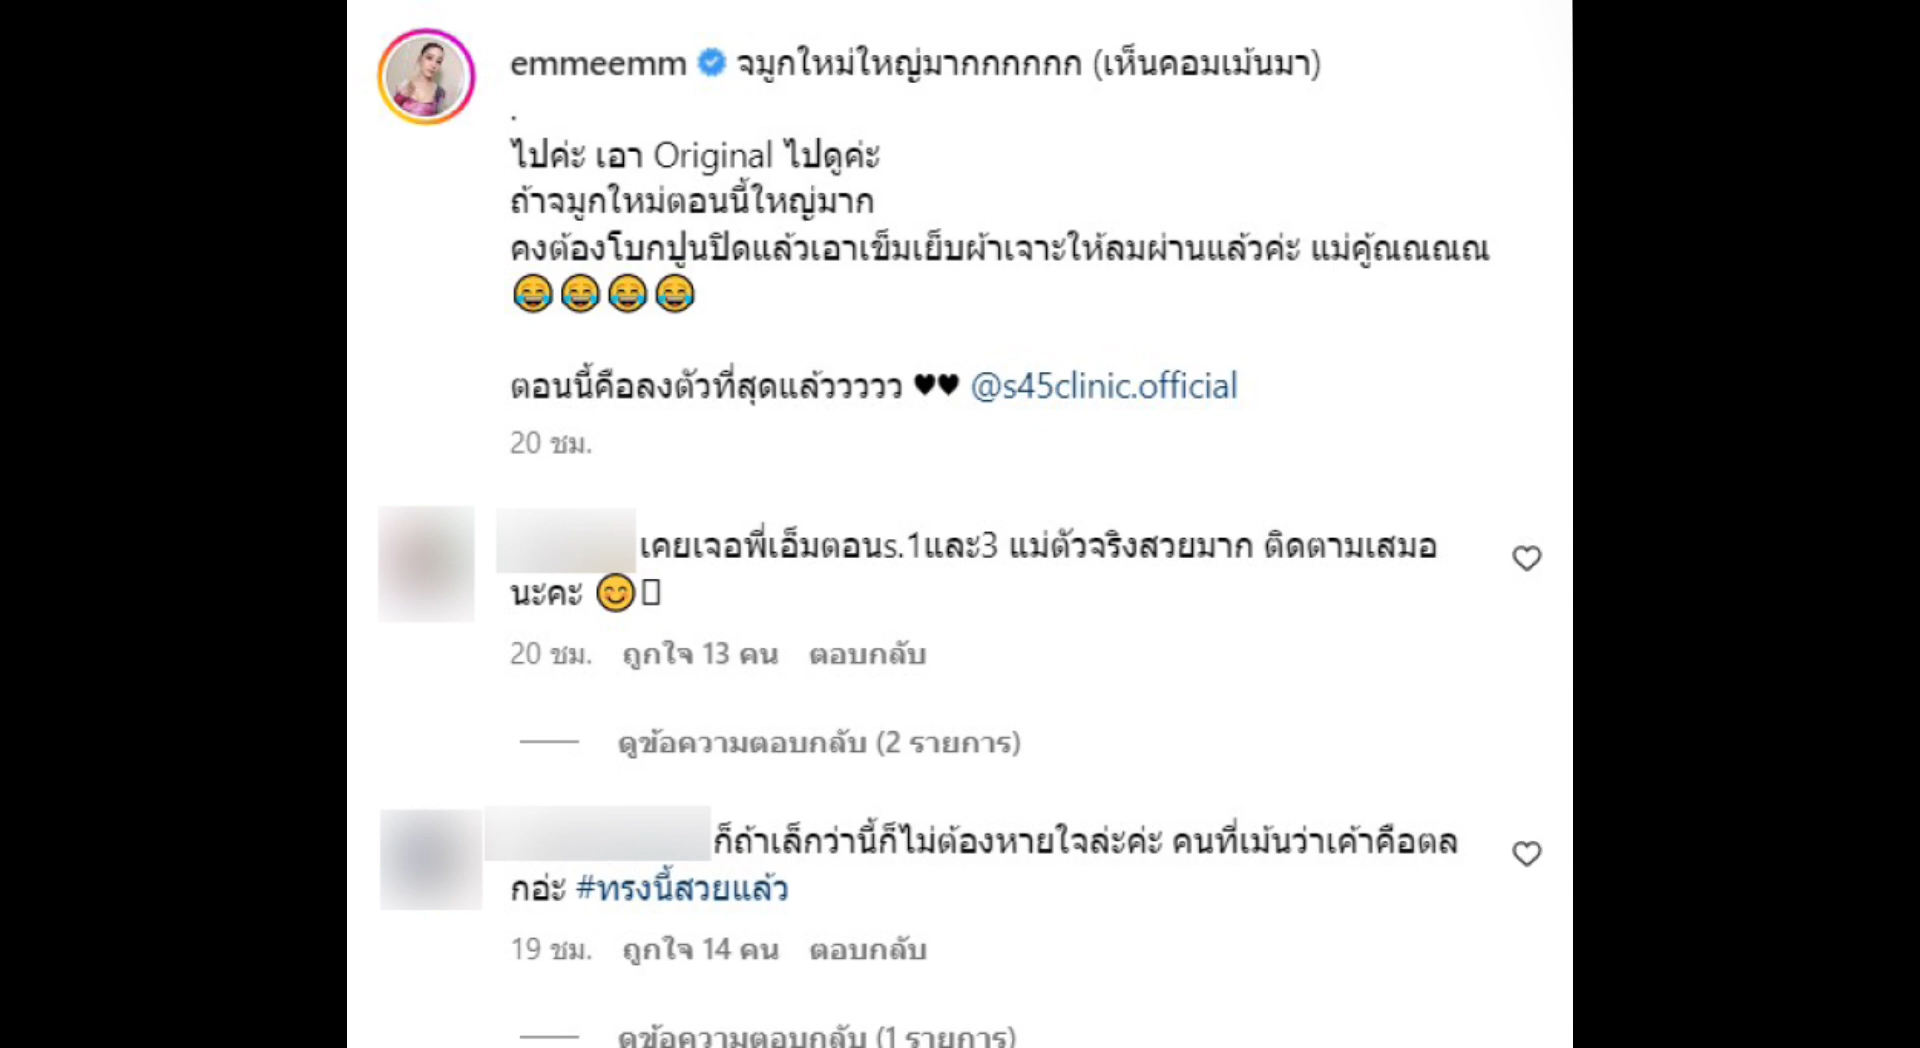 emmeemm จมูกใหม่ใหญ่มากกกกกก (เห็นคอมเม้นมา)
.
ไปค่ะ เอา Original ไปดูค่ะ
ถ้าจมูกใหม่ตอนนี้ใหญ่มาก
คงต้องโบกปูนปิดแล้วเอาเข็มเย็บผ้าเจาะให้ลมผ่านแล้วค่ะ แม่คู้ณณณณ
😂😂😂😂
ตอนนี้คือลงตัวที่สุดแล้ววววว ♥♥ @s45clinic.official
20 ชม.
เคยเจอพี่เอ็มตอนs.1และ3 แม่ตัวจริงสวยมาก ติดตามเสมอ
นะคะ 😊
20 ชม. ถูกใจ 13 คน ตอบกลับ
ดูข้อความตอบกลับ (2 รายการ)
ก็ถ้าเล็กว่านี้ก็ไม่ต้องหายใจล่ะค่ะ คนที่เม้นว่าเค้าคือตล
กอ่ะ #ทรงนี้สวยแล้ว
19 ชม. ถูกใจ 14 คน ตอบกลับ
ดูข้อความตอบกลับ (1 รายการ)